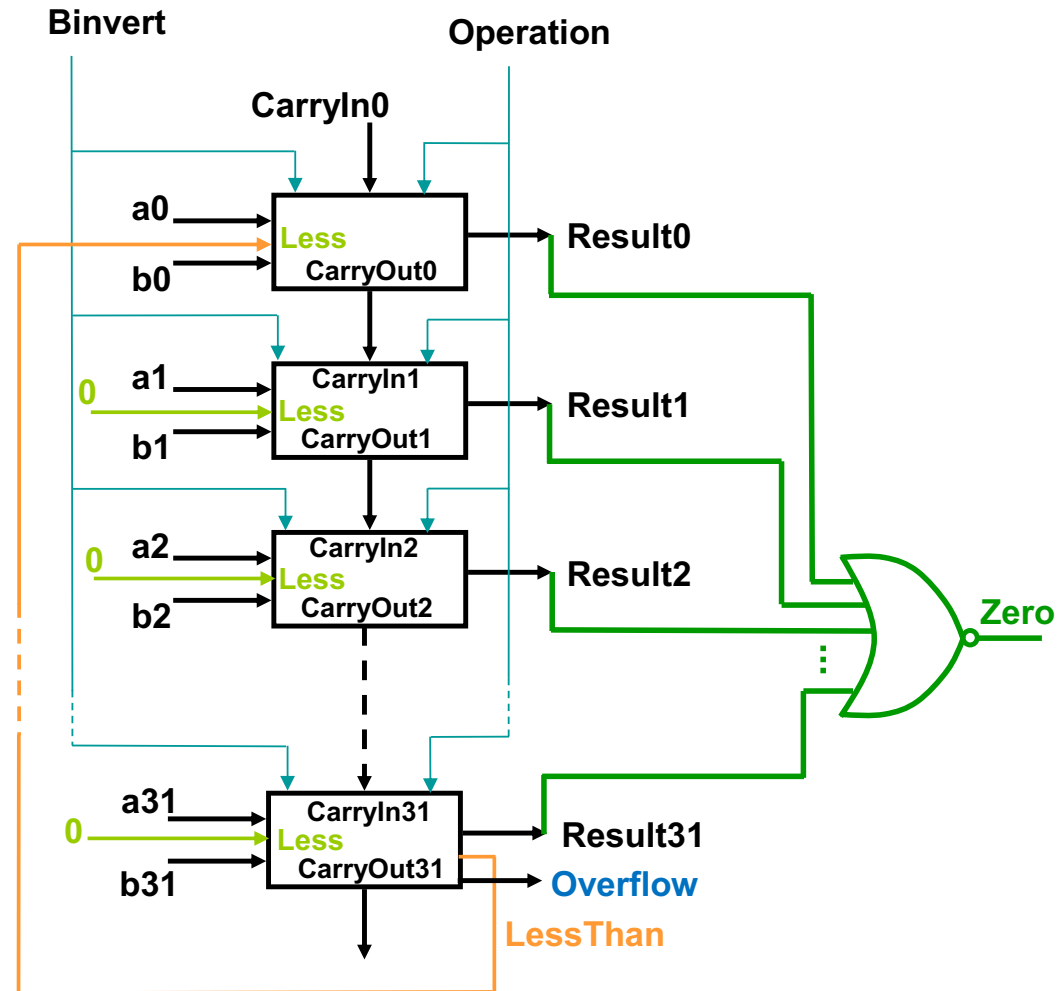 Binvert
Operation
CarryIn0
a0
Less
b0
CarryOut0
Result0
CarryIn1
a1
0
Less
b1
CarryOut1
Result1
CarryIn2
a2
0
Less
b2
CarryOut2
Result2
Zero
...
CarryIn31
a31
0
Less
b31
CarryOut31
Result31
Overflow
LessThan